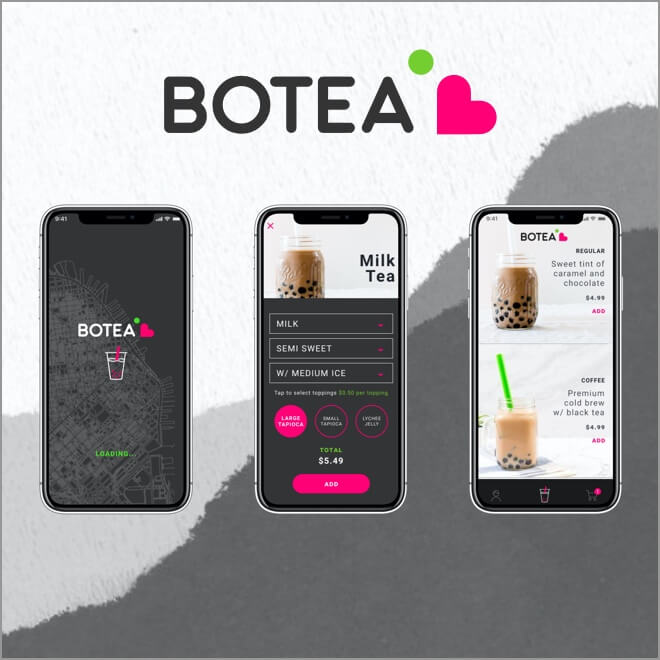 BOTEA
9:41
BOTEA
LOADING...
Milk
Tea
MILK
SEMI SWEET
W/ MEDIUM ICE
Tap to select toppings $0.50 per topping
LARGE
TAPIOCA
SMALL
TAPIOCA
LYCHEE
JELLY
TOTAL
$5.49
ADD
9:41
BOTEA
REGULAR
Sweet tint of
caramel and
chocolate
$4.99
ADD
COFFEE
Premium
cold brew
w/ black tea
$4.99
ADD